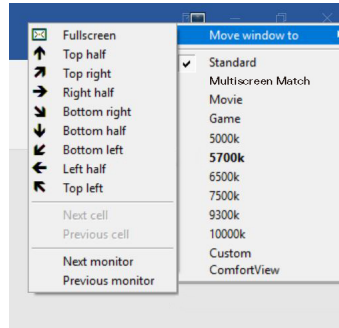 Fullscreen
Top half
Top right
Right half
Bottom right
Bottom half
Bottom left
Left half
Top left
Next cell
Previous cell
Next monitor
Previous monitor
Move window to
Standard
Multiscreen Match
Movie
Game
5000k
5700k
6500k
7500k
9300k
10000k
Custom
ComfortView